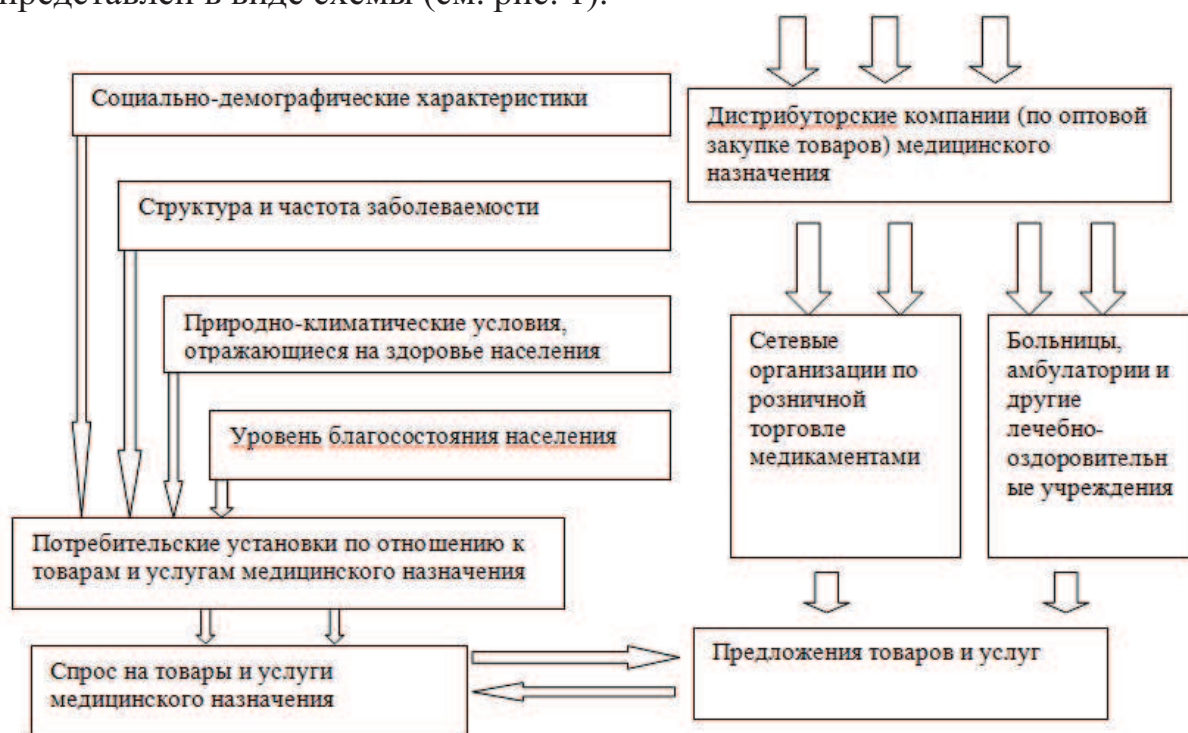 представлен в виде схемы (см. рис. 1).
Социально-демографические характеристики
Структура и частота заболеваемости
Природно-климатические условия,
отражающиеся на здоровье населения
Уровень благосостояния населения
Потребительские установки по отношению к
товарам и услугам медицинского назначения
Спрос на товары и услуги
медицинского назначения
Дистрибуторские компании (по оптовой
закупке товаров) медицинского
назначения
Сетевые
организации по
розничной
торговле
медикаментами
Больницы,
амбулатории и
другие
лечебно-
оздоровительн
ые учреждения
Предложения товаров и услуг